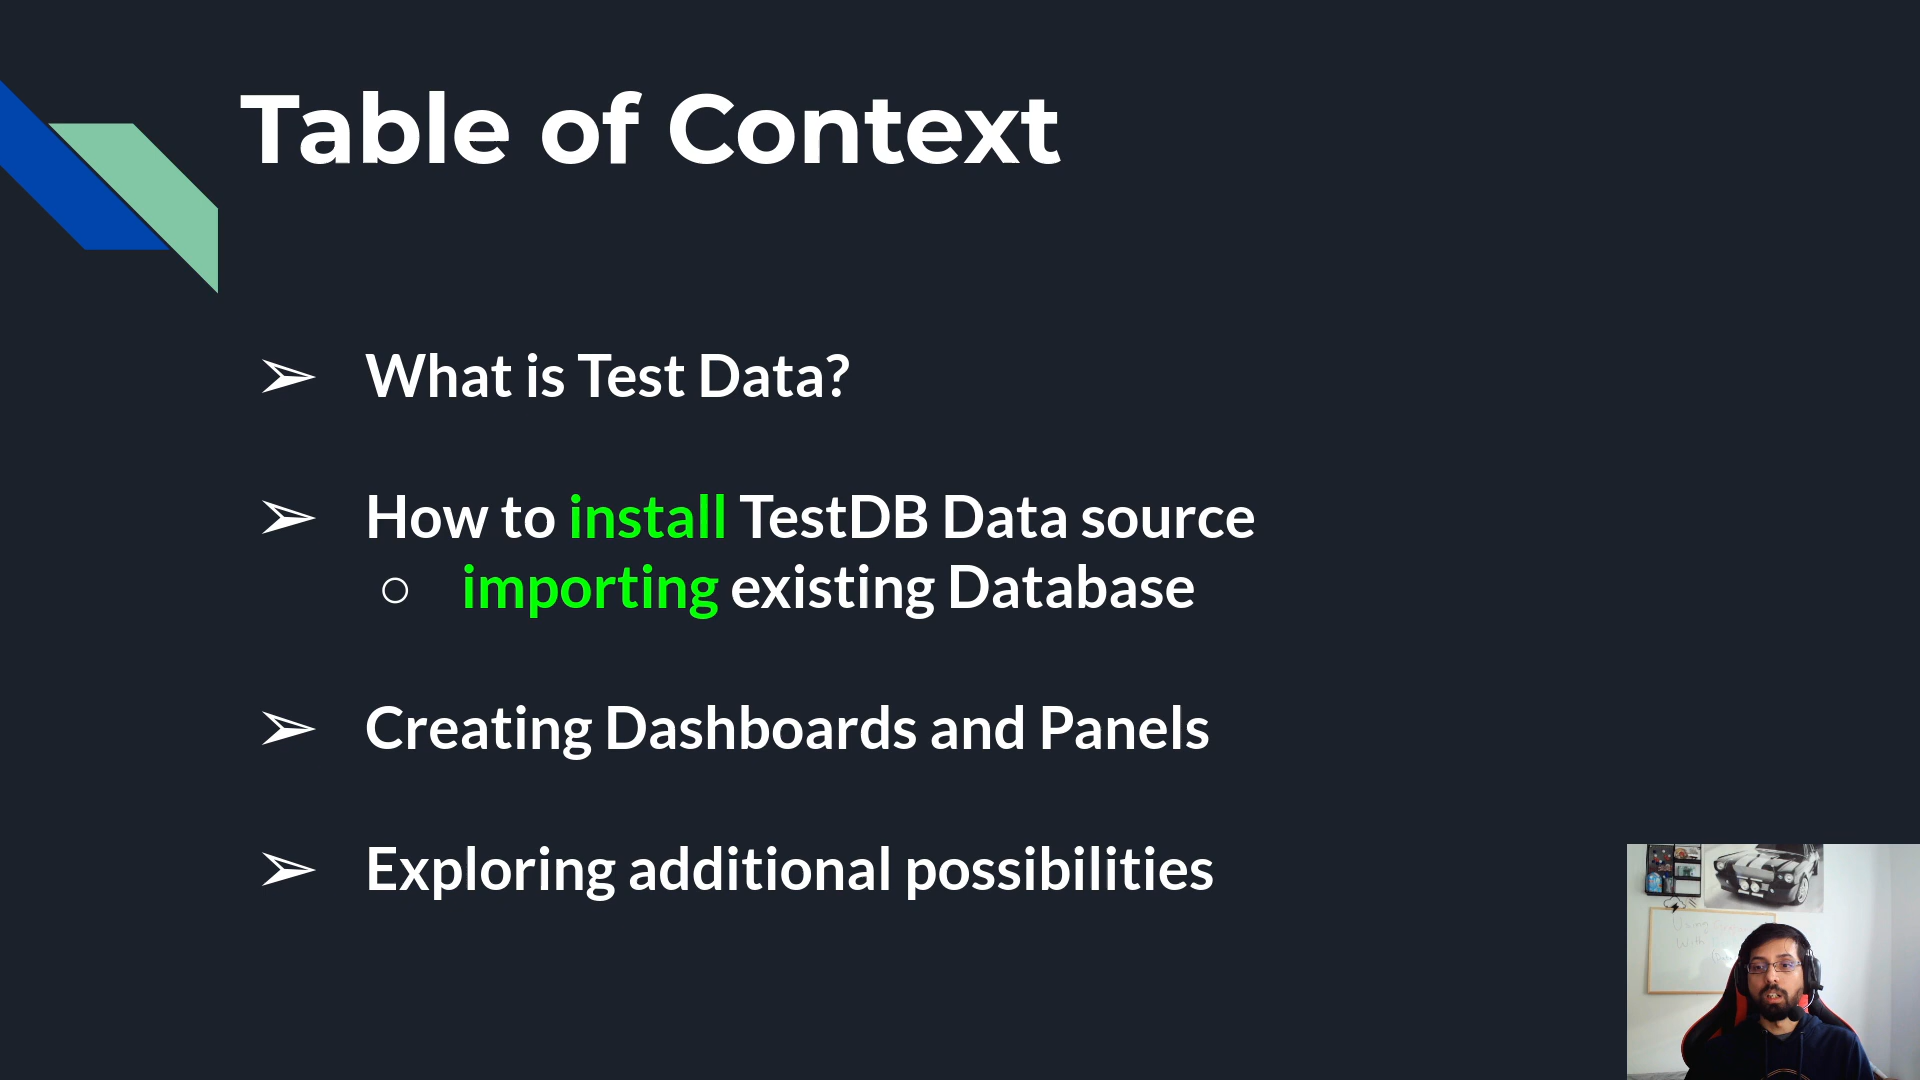 Table of Context
➢ What is Test Data?
➢ How to install TestDB Data source
○ importing existing Database
➢ Creating Dashboards and Panels
➢ Exploring additional possibilities
With